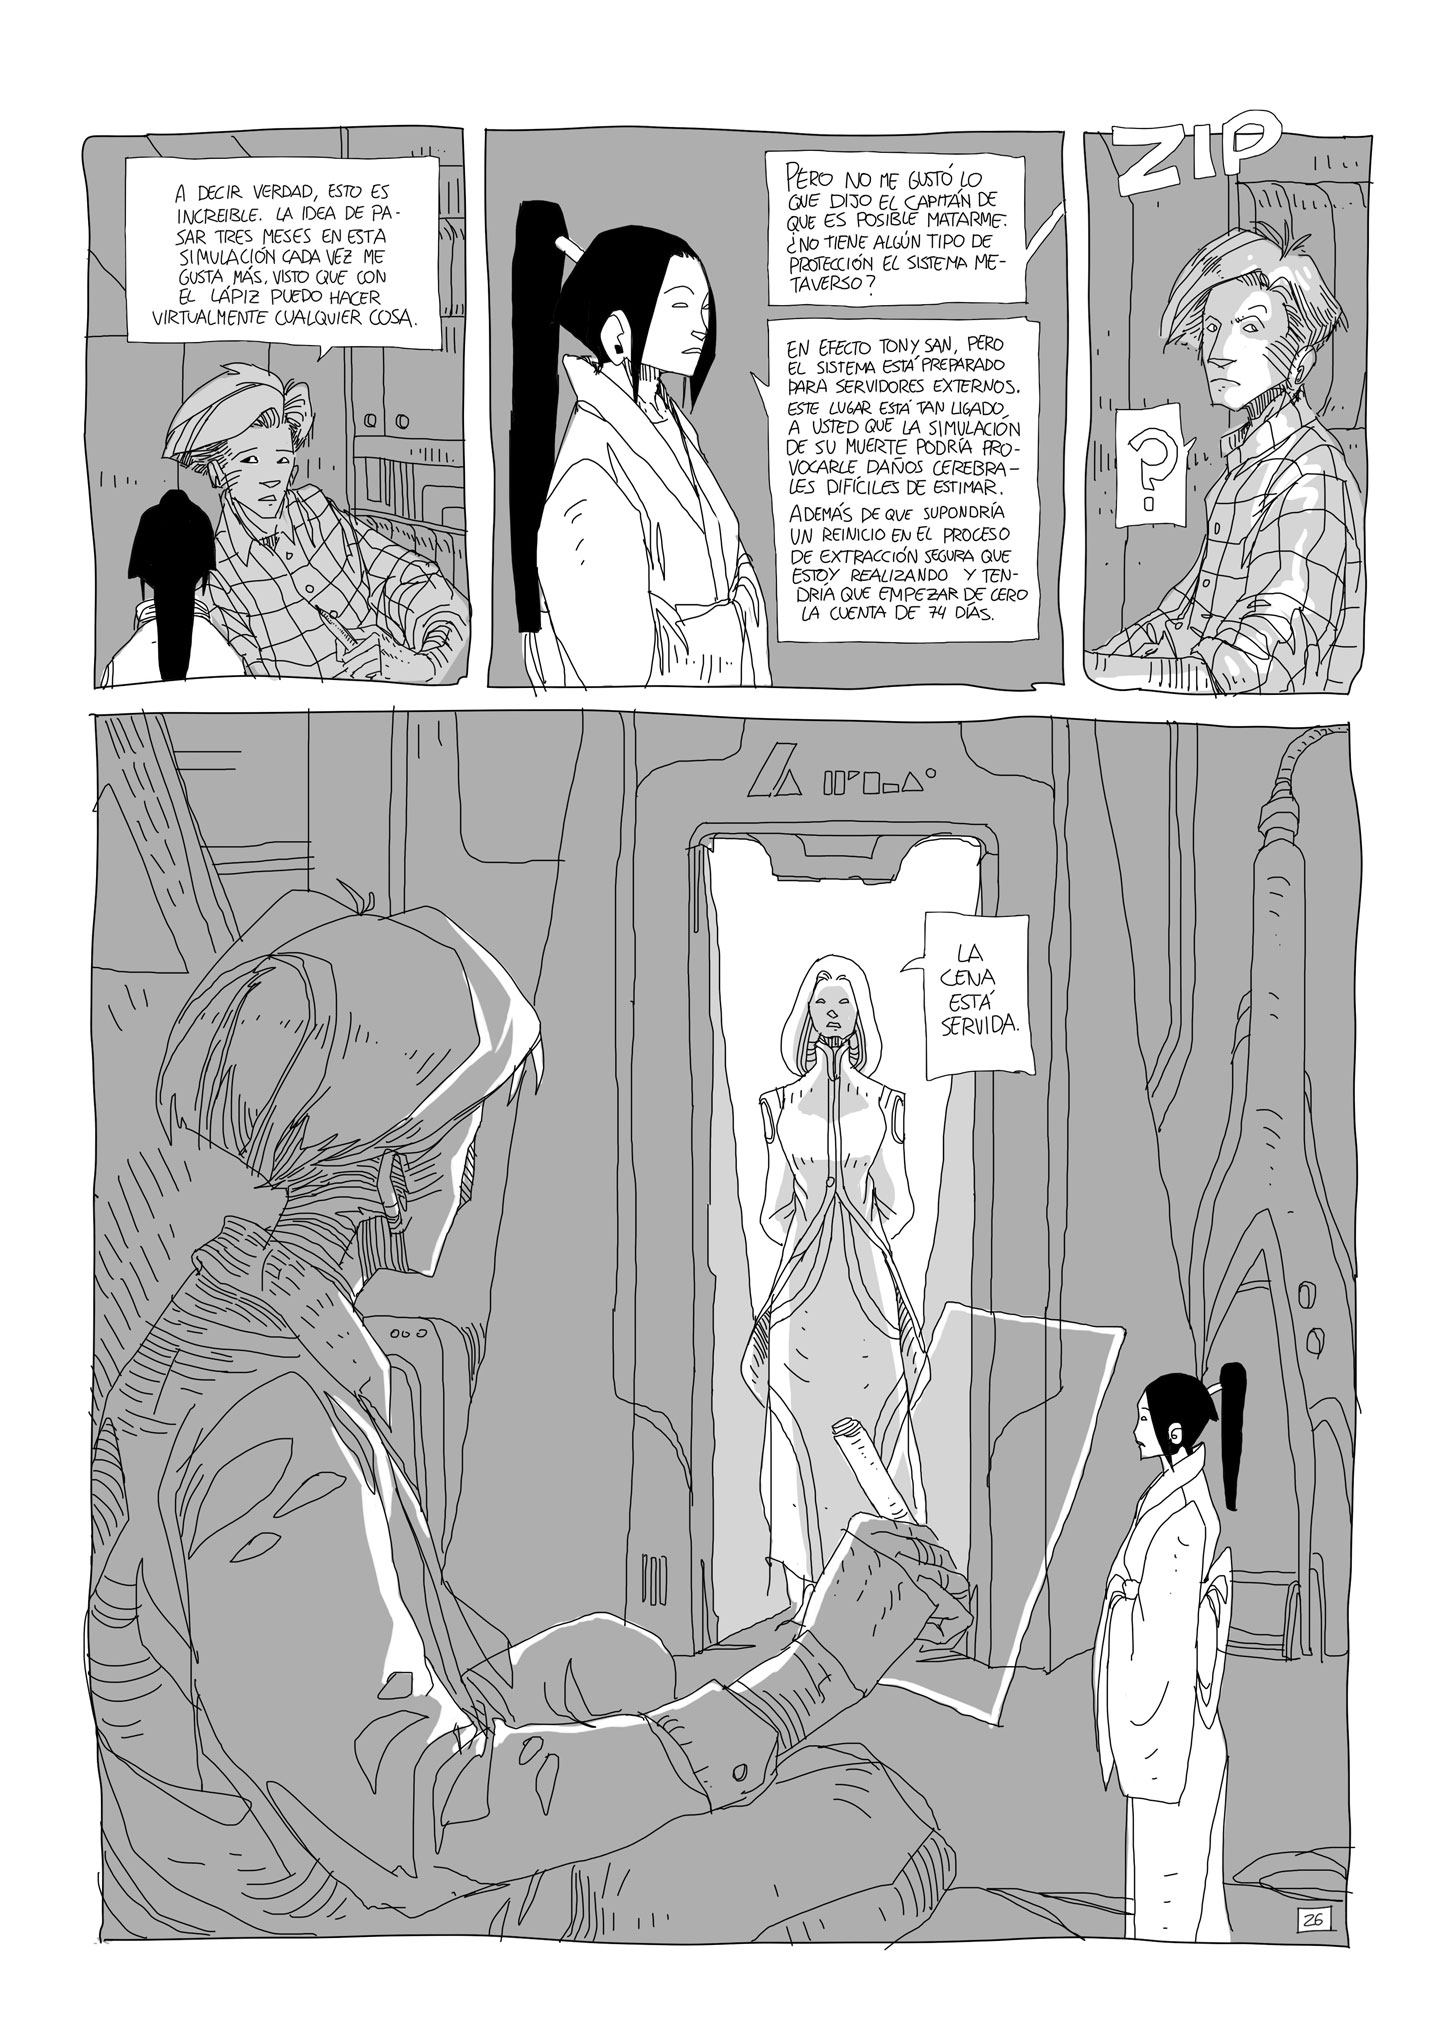 A DECIR VERDAD, ESTO ES
INCREIBLE. LA IDEA DE PA-
SAR TRES MESES EN ESTA
SIMULACIÓN CADA VEZ ME
GUSTA MÁS, VISTO QUE CON
EL LÁPIZ PUEDO HACER
VIRTUALMENTE CUALQUIER COSA.
PERO NO ME GUSTÓ LO
QUE DIJO EL CAPITÁN DE
QUE ES POSIBLE MATARME.
¿NO TIENE ALGÚN TIPO DE
PROTECCIÓN EL SISTEMA ME-
TAVERSO?
EN EFECTO TONY SAN, PERO
EL SISTEMA ESTÁ PREPARADO
PARA SERVIDORES EXTERNOS.
ESTE LUGAR ESTÁ TAN LIGADO
A USTED QUE LA SIMULACIÓN
DE SU MUERTE PODRÍA PRO-
VOCARLE DAÑOS CEREBRA-
LES DIFÍCILES DE ESTIMAR.
ADEMÁS DE QUE SUPONDRÍA
UN REINICIO EN EL PROCESO
DE EXTRACCIÓN SEGURA QUE
ESTOY REALIZANDO Y TEN-
DRÍA QUE EMPEZAR DE CERO
LA CUENTA DE 74 DÍAS.
ZIP
?
LA
CENA
ESTÁ
SERVIDA.
26